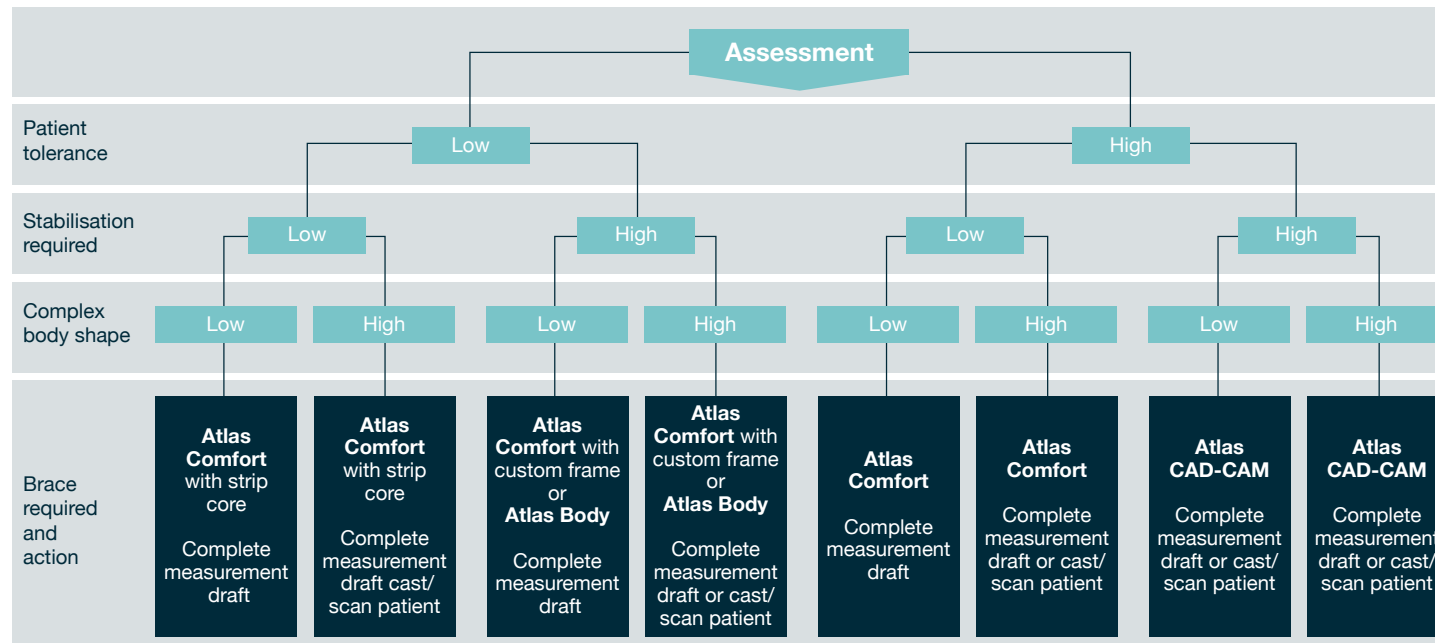 Assessment
Patient
tolerance
Low
High
Stabilisation
required
Low
High
Low
High
Complex
body shape
Low
High
Low
High
Low
High
Low
High
Brace
required
and
action
Atlas
Comfort
with strip
core
Complete
measurement
draft
Atlas
Comfort
with strip
core
Complete
measurement
draft cast/
scan patient
Atlas
Comfort with
custom frame
or
Atlas Body
Complete
measurement
draft
Atlas
Comfort with
custom frame
or
Atlas Body
Complete
measurement
draft or cast/
scan patient
Atlas
Comfort
Complete
measurement
draft
Atlas
Comfort
Complete
measurement
draft or cast/
scan patient
Atlas
CAD-CAM
Complete
measurement
draft or cast/
scan patient
Atlas
CAD-CAM
Complete
measurement
draft or cast/
scan patient